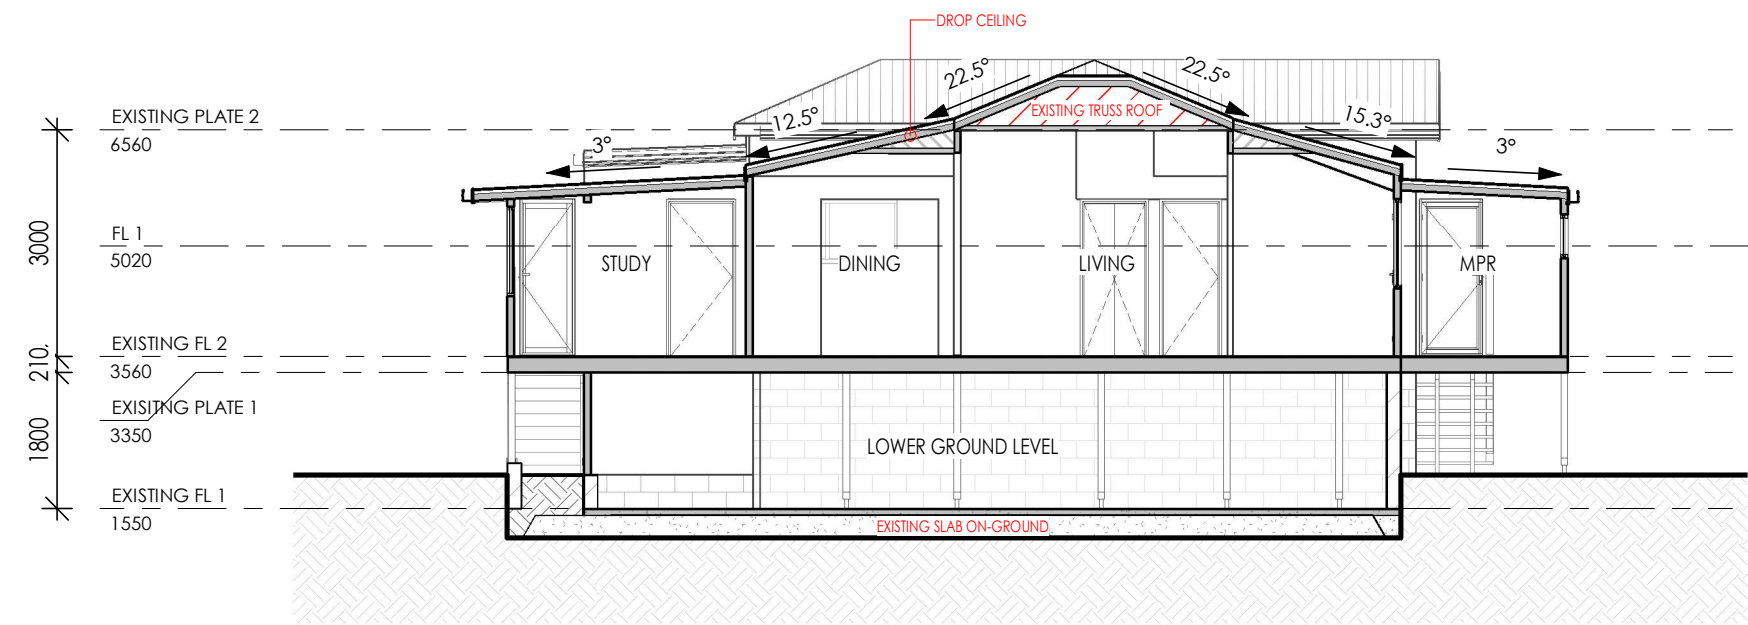 DROP CEILING
22.5°
22.5°
EXISTING PLATE 2
6560
12.5°
EXISTING TRUSS ROOF
15.3°
3°
3°
3000
FL 1
5020
STUDY
DINING
LIVING
MPR
EXISTING FL 2
3560
210
EXISITNG PLATE 1
3350
1800
LOWER GROUND LEVEL
EXISTING FL 1
1550
EXISTING SLAB ON-GROUND